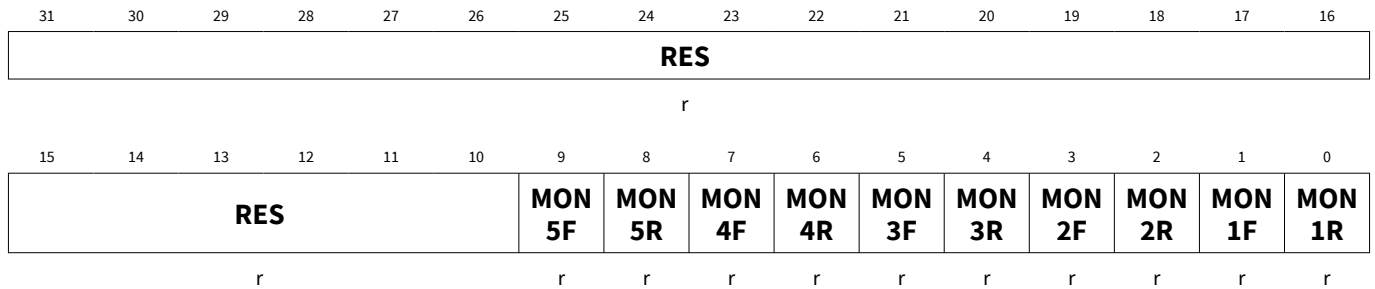 31 30 29 28 27 26 25 24 23 22 21 20 19 18 17 16
RES
r
15 14 13 12 11 10 9 8 7 6 5 4 3 2 1 0
RES MON 5F MON 5R MON 4F MON 4R MON 3F MON 3R MON 2F MON 2R MON 1F MON 1R
r r r r r r r r r r r